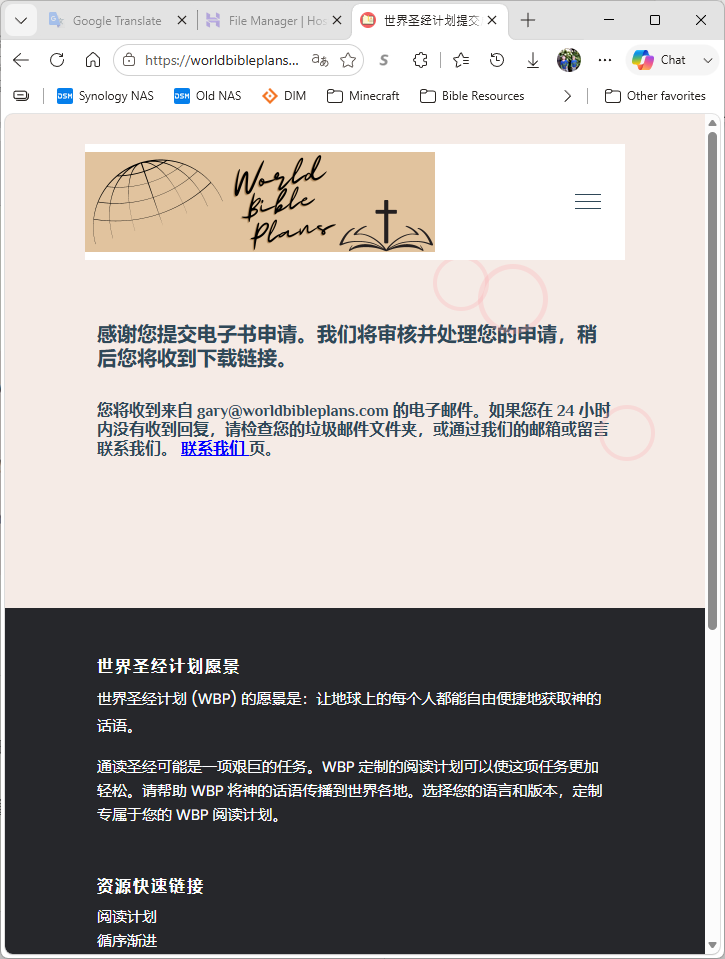 Google Translate
File Manager | Hos
世界圣经计划提交
https://worldbibleplans...
Chat
Synology NAS
Old NAS
DIM
Minecraft
Bible Resources
Other favorites
World
Bible
Plans
感谢您提交电子书申请。我们将审核并处理您的申请，稍
后您将收到下载链接。
您将收到来自 gary@worldbibleplans.com 的电子邮件。如果您在 24 小时
内没有收到回复，请检查您的垃圾邮件文件夹，或通过我们的邮箱或留言
联系我们。 联系我们 页。
世界圣经计划愿景
世界圣经计划 (WBP) 的愿景是：让地球上的每个人都能自由便捷地获取神的
话语。
通读圣经可能是一项艰巨的任务。WBP 定制的阅读计划可以使这项任务更加
轻松。请帮助 WBP 将神的话语传播到世界各地。选择您的语言和版本，定制
专属于您的 WBP 阅读计划。
资源快速链接
阅读计划
循序渐进